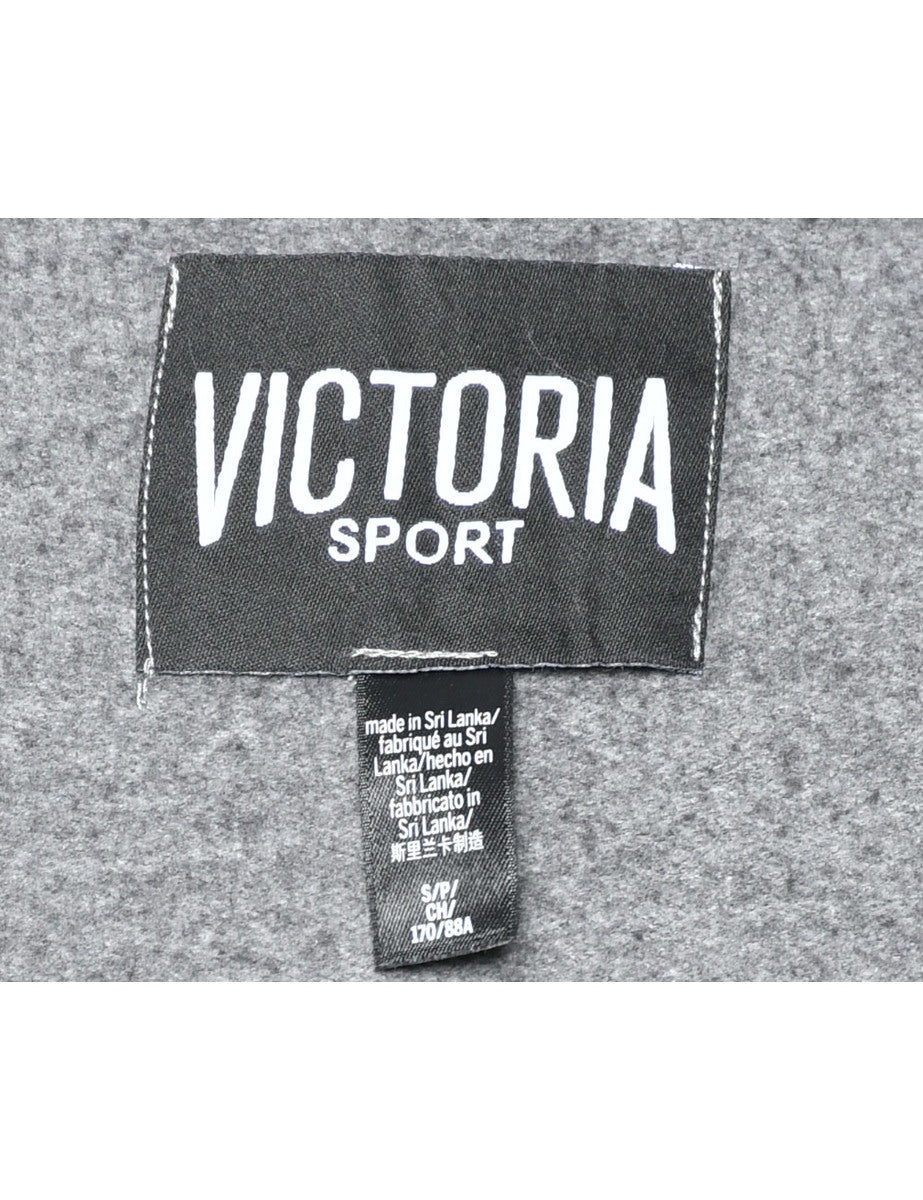 VICTORIA
SPORT
made in Sri Lanka/
fabriqué au Sri
Lanka/hecho en
Sri Lanka/
fabbricato in
Sri Lanka/
斯里兰卡制造
S/P/
CH/
170/88A